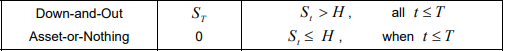 Down-and-Out S_T S_t > H , all t ≤ T
Asset-or-Nothing 0 S_t ≤ H , when t ≤ T